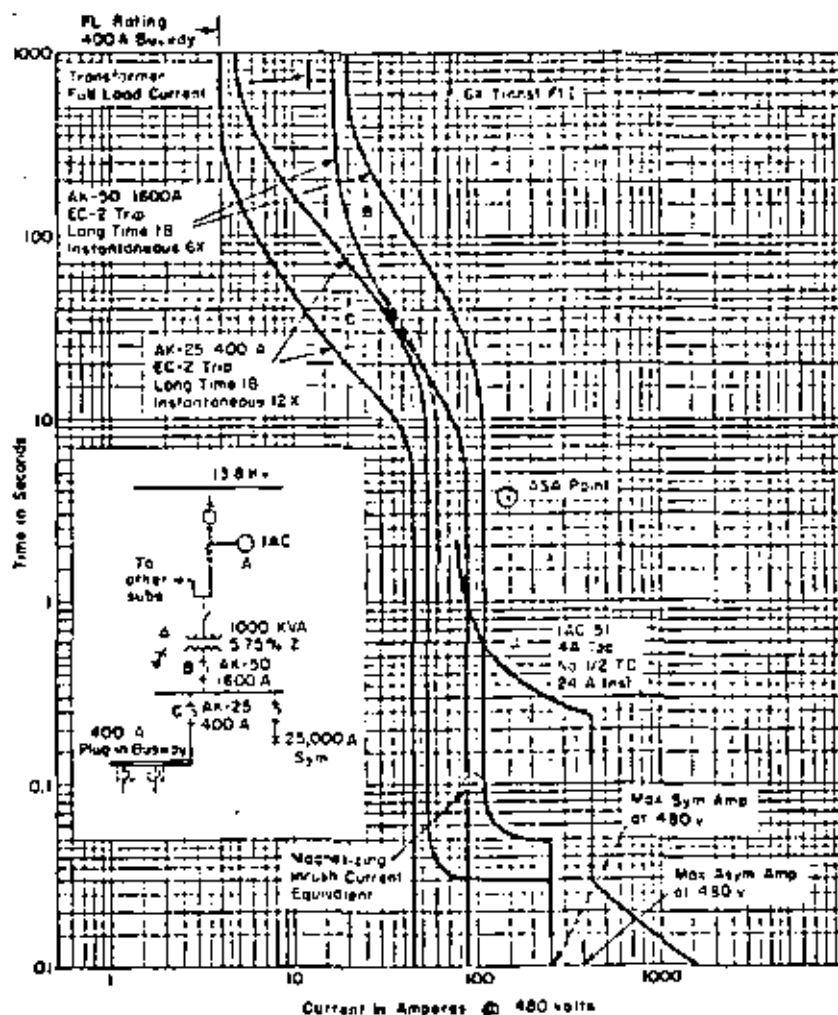 FL Rating
400 A Busway
1000
Transformer
Full Load Current
AK-50 1600A
EC-2 Trip
Long Time 1B
Instantaneous 6X
B
100
C
AK-25 400 A
EC-2 Trip
Long Time 1B
Instantaneous 12X
10
Time in Seconds
ASA Point
13.8 Kv
IAC
A
To
other
subs
1
1000 KVA
5.75% Z
B
AK-50
1600 A
C
AK-25
400 A
400 A
Plug-in Busway
25,000 A
Sym
IAC 51
4A Tap
No 1/2 TD
24 A Inst
0.1
Max Sym Amp
at 480 v
Magnetizing
Inrush Current
Equivalent
Max Asym Amp
at 480 v
0.1
1
10
100
1000
Current in Amperes @ 480 volts